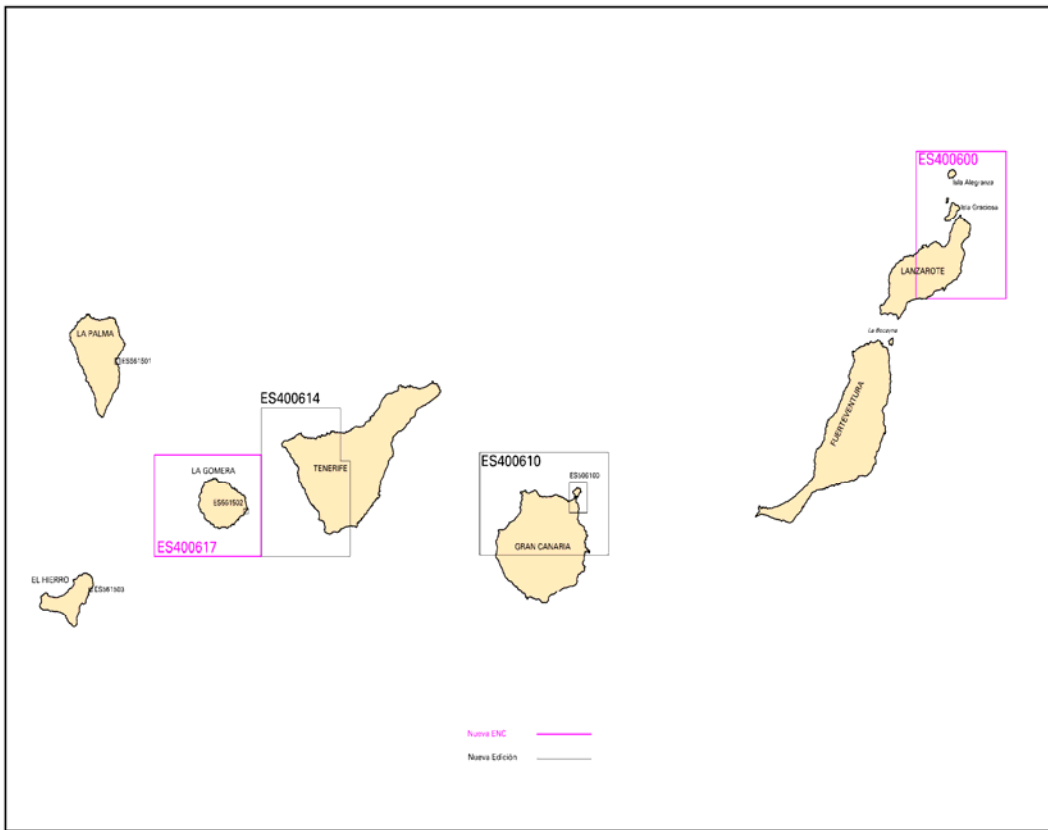 ES400600
Isla Alegranza
Isla Graciosa
LANZAROTE
La Bocayna
LA PALMA
ES561501
FUERTEVENTURA
ES400614
TENERIFE
ES400610
ES506100
GRAN CANARIA
LA GOMERA
ES561502
ES400617
EL HIERRO
ES561503
Nueva ENC
Nueva Edición